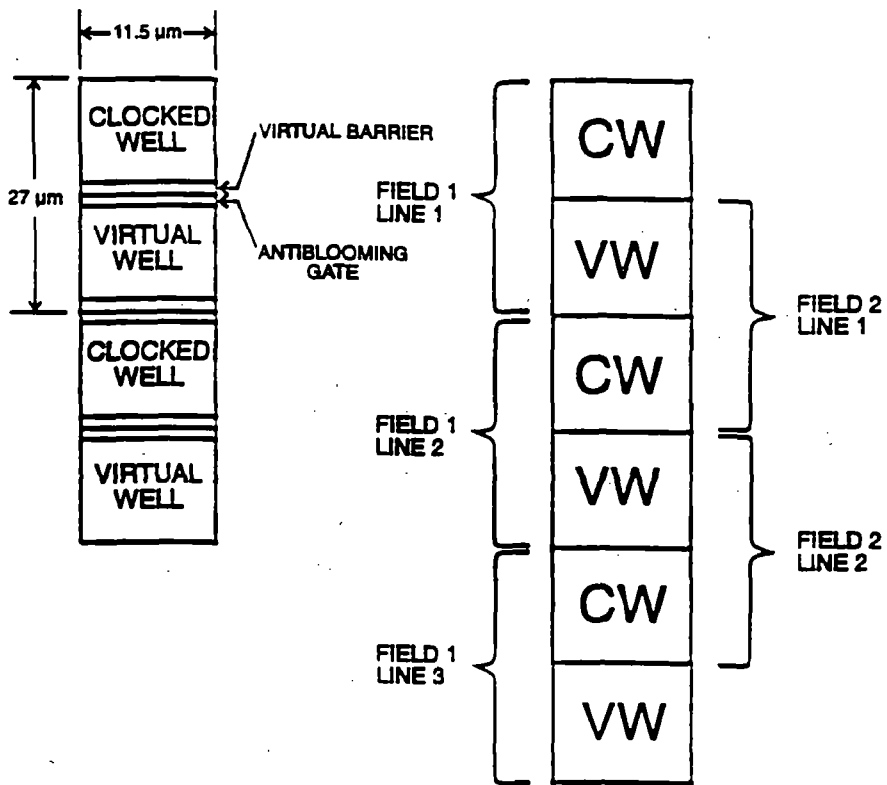 11.5 µm
27 µm
CLOCKED
WELL
VIRTUAL BARRIER
VIRTUAL
WELL
ANTIBLOOMING
GATE
CLOCKED
WELL
VIRTUAL
WELL
FIELD 1
LINE 1
FIELD 1
LINE 2
FIELD 1
LINE 3
CW
VW
CW
VW
CW
VW
FIELD 2
LINE 1
FIELD 2
LINE 2